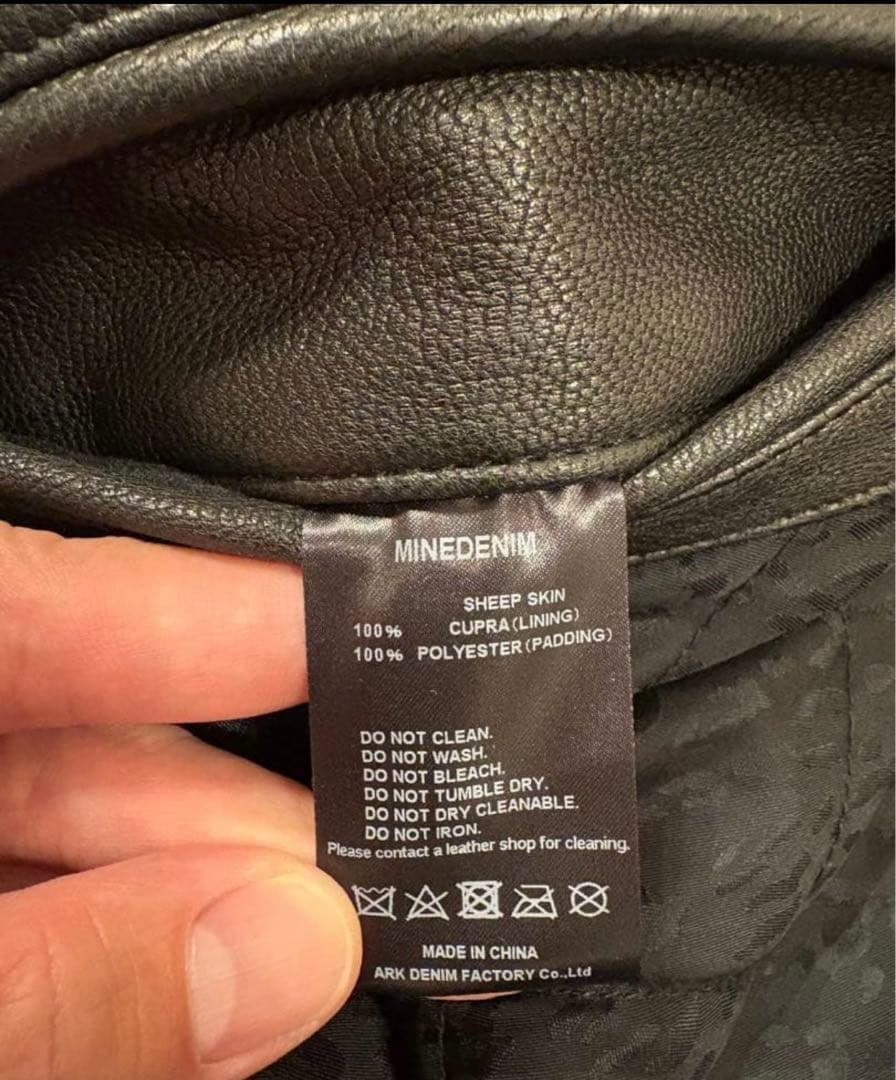 MINEDENIM
SHEEP SKIN
100% CUPRA(LINING)
100% POLYESTER(PADDING)
DO NOT CLEAN.
DO NOT WASH.
DO NOT BLEACH.
DO NOT TUMBLE DRY.
DO NOT DRY CLEANABLE.
DO NOT IRON.
Please contact a leather shop for cleaning.
MADE IN CHINA
ARK DENIM FACTORY Co.,Ltd